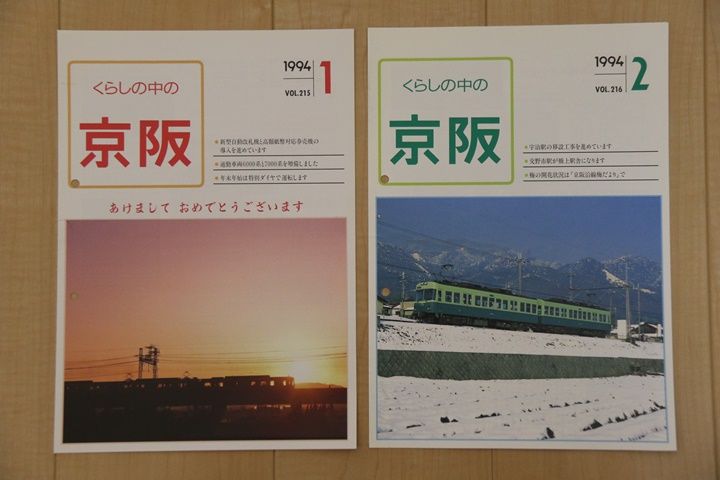 くらしの中の
京阪
1994
1
VOL.215
新型自動改札機と高額紙幣対応券売機の
導入を進めています
通勤車両6000系17000系を増備しました
年末年始は特別ダイヤで運転します
あけまして おめでとうございます
くらしの中の
京阪
1994
2
VOL.216
宇治駅の移設工事を進めています
交野市駅が橋上駅舎になります
梅の開花状況は「京阪沿線梅だより」で